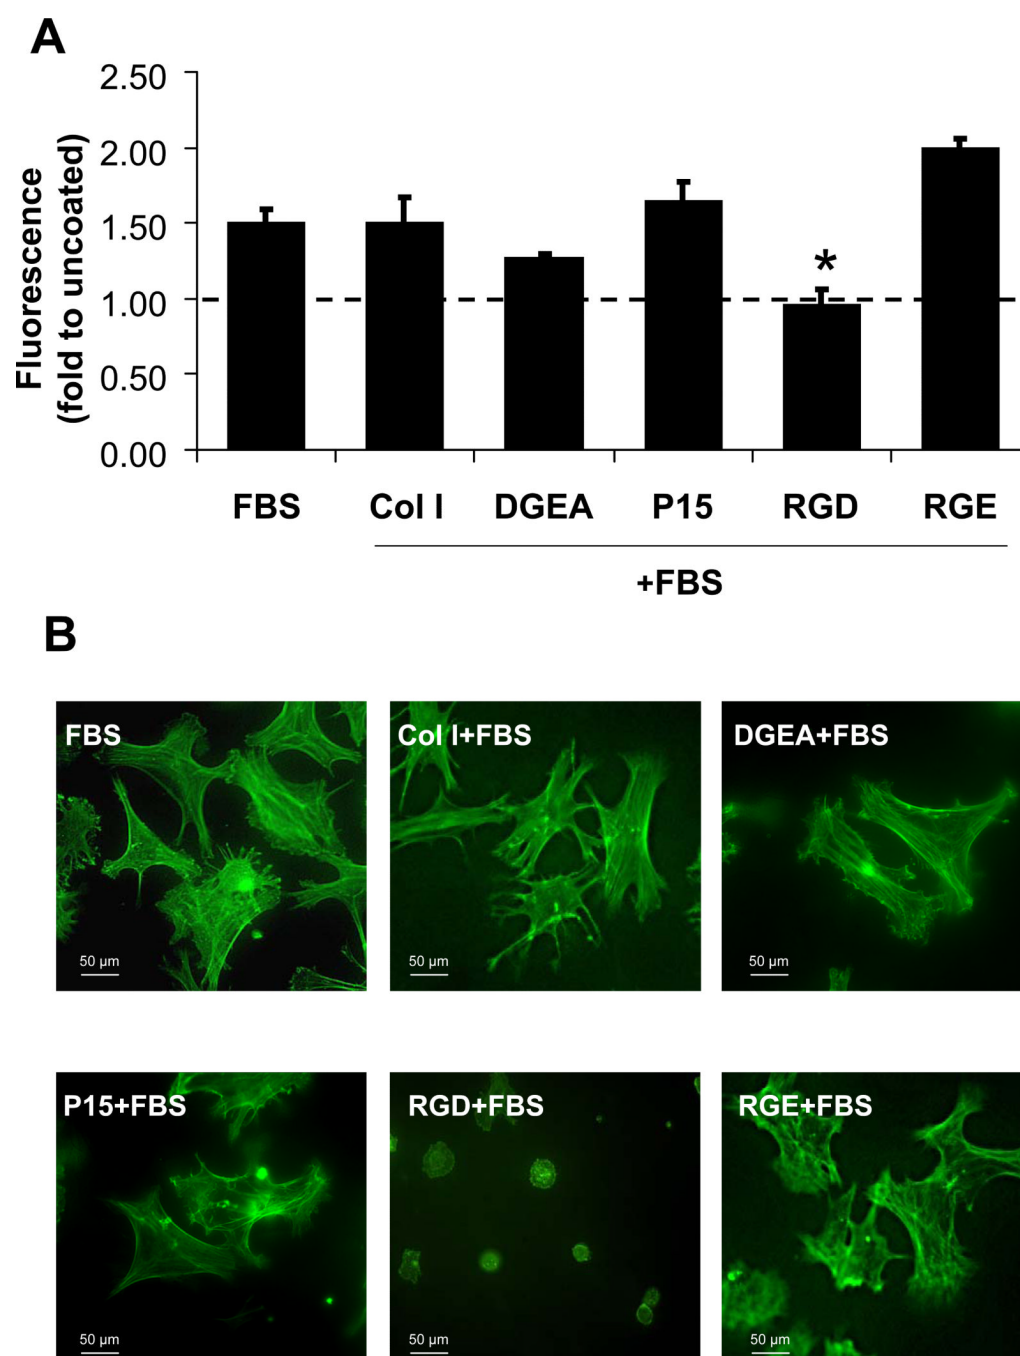 A
Fluorescence
(fold to uncoated)
2.50
2.00
1.50
1.00
0.50
0.00
*
FBS Col I DGEA P15 RGD RGE
+FBS
B
FBS Col I+FBS DGEA+FBS
50 µm 50 µm 50 µm
P15+FBS RGD+FBS RGE+FBS
50 µm 50 µm 50 µm